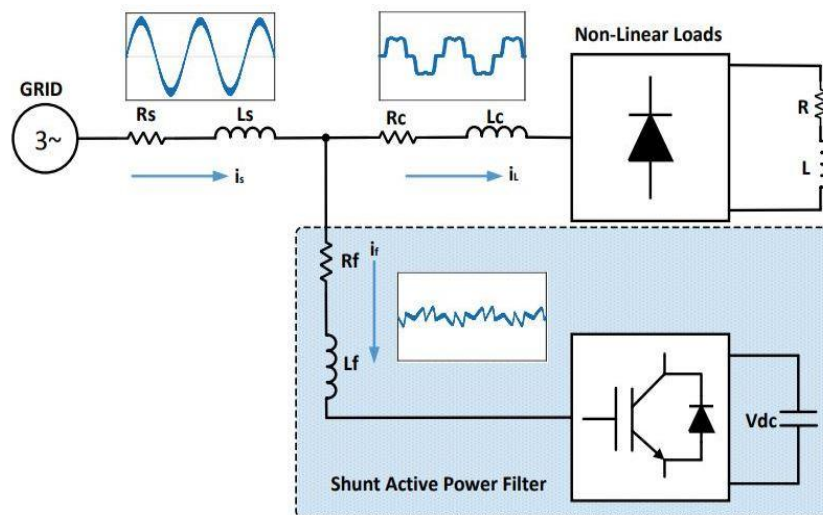 Non-Linear Loads
GRID
3~
Rs
Ls
Rc
Lc
R
L
is
iL
Rf
if
Lf
Vdc
Shunt Active Power Filter